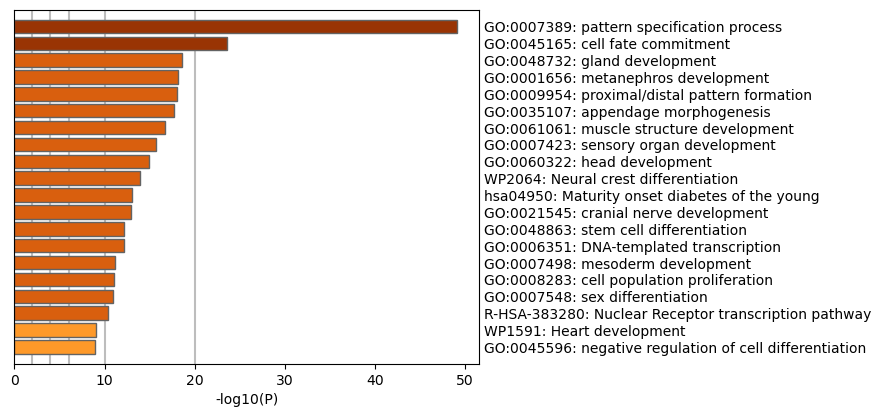 GO:0007389: pattern specification process
GO:0045165: cell fate commitment
GO:0048732: gland development
GO:0001656: metanephros development
GO:0009954: proximal/distal pattern formation
GO:0035107: appendage morphogenesis
GO:0061061: muscle structure development
GO:0007423: sensory organ development
GO:0060322: head development
WP2064: Neural crest differentiation
hsa04950: Maturity onset diabetes of the young
GO:0021545: cranial nerve development
GO:0048863: stem cell differentiation
GO:0006351: DNA-templated transcription
GO:0007498: mesoderm development
GO:0008283: cell population proliferation
GO:0007548: sex differentiation
R-HSA-383280: Nuclear Receptor transcription pathway
WP1591: Heart development
GO:0045596: negative regulation of cell differentiation
0 10 20 30 40 50
-log10(P)